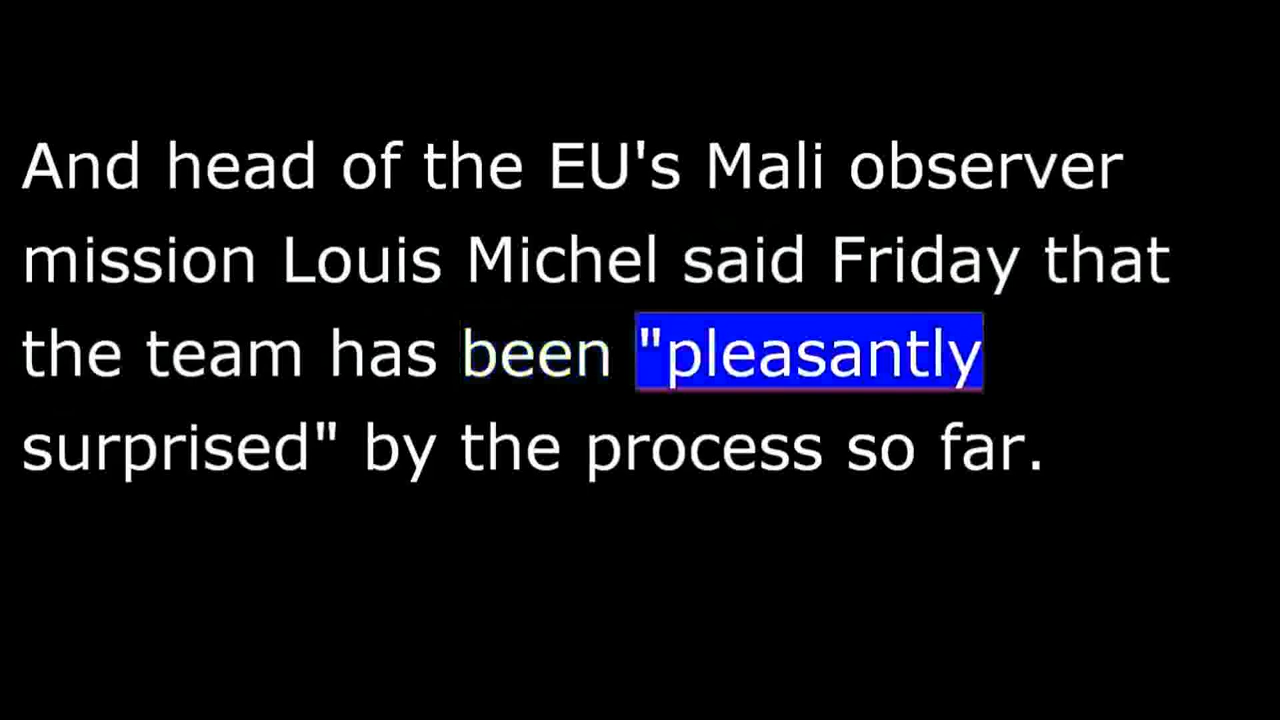 And head of the EU's Mali observer
mission Louis Michel said Friday that
the team has been "pleasantly
surprised" by the process so far.